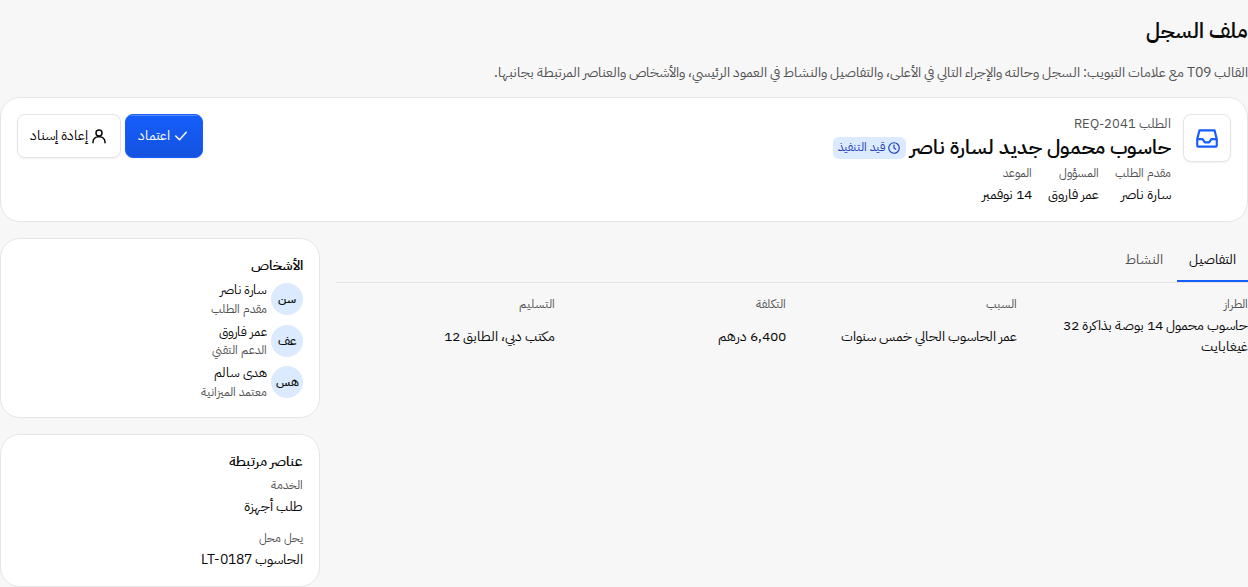 ملف السجل
القالب T09 مع علامات التبويب: السجل وحالته والإجراء التالي في الأعلى، والتفاصيل والنشاط في العمود الرئيسي، والأشخاص والعناصر المرتبطة بجانبها.
الطلب REQ-2041
حاسوب محمول جديد لسارة ناصر
قيد التنفيذ
مقدم الطلب
سارة ناصر
المسؤول
عمر فاروق
الموعد
14 نوفمبر
اعتماد
إعادة إسناد
التفاصيل
النشاط
الطراز
حاسوب محمول 14 بوصة بذاكرة 32
غيغابايت
السبب
عمر الحاسوب الحالي خمس سنوات
التكلفة
6,400 درهم
التسليم
مكتب دبي، الطابق 12
الأشخاص
سن
سارة ناصر
مقدم الطلب
عف
عمر فاروق
الدعم التقني
هس
هدى سالم
معتمد الميزانية
عناصر مرتبطة
الخدمة
طلب أجهزة
يحل محل
الحاسوب LT-0187